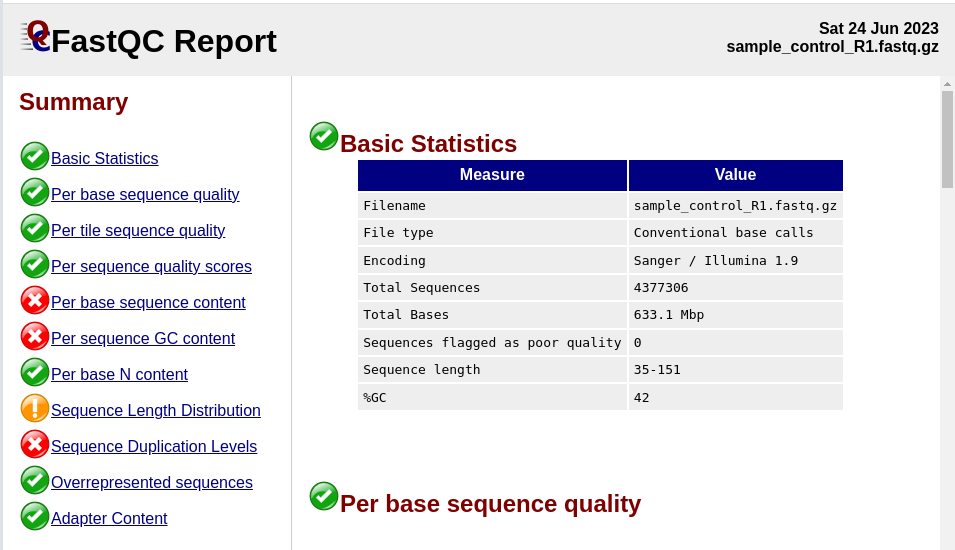 FastQC Report
Sat 24 Jun 2023
sample_control_R1.fastq.gz
Summary
Basic Statistics
Per base sequence quality
Per tile sequence quality
Per sequence quality scores
Per base sequence content
Per sequence GC content
Per base N content
Sequence Length Distribution
Sequence Duplication Levels
Overrepresented sequences
Adapter Content
Basic Statistics
Measure Value
Filename sample_control_R1.fastq.gz
File type Conventional base calls
Encoding Sanger / Illumina 1.9
Total Sequences 4377306
Total Bases 633.1 Mbp
Sequences flagged as poor quality 0
Sequence length 35-151
%GC 42
Per base sequence quality